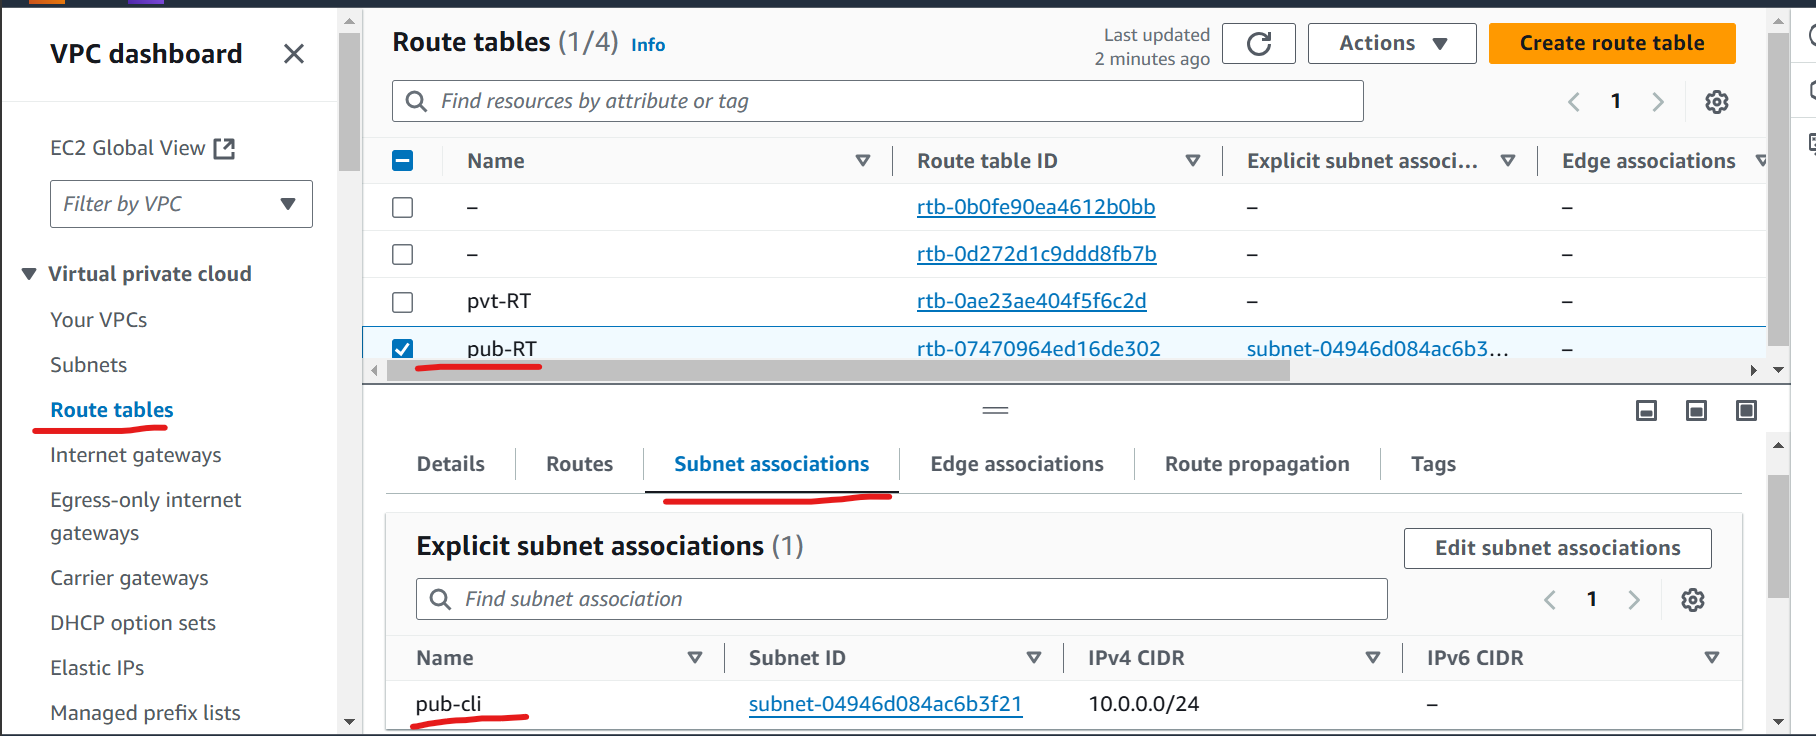 VPC dashboard
EC2 Global View
Filter by VPC
Virtual private cloud
Your VPCs
Subnets
Route tables
Internet gateways
Egress-only internet
gateways
Carrier gateways
DHCP option sets
Elastic IPs
Managed prefix lists
Route tables (1/4) Info
Last updated
2 minutes ago
Actions
Create route table
Find resources by attribute or tag
1
Name Route table ID Explicit subnet associ... Edge associations
– rtb-0b0fe90ea4612b0bb – –
– rtb-0d272d1c9ddd8fb7b – –
pvt-RT rtb-0ae23ae404f5f6c2d – –
pub-RT rtb-07470964ed16de302 subnet-04946d084ac6b3... –
Details Routes Subnet associations Edge associations Route propagation Tags
Explicit subnet associations (1)
Edit subnet associations
Find subnet association
1
Name Subnet ID IPv4 CIDR IPv6 CIDR
pub-cli subnet-04946d084ac6b3f21 10.0.0.0/24 –